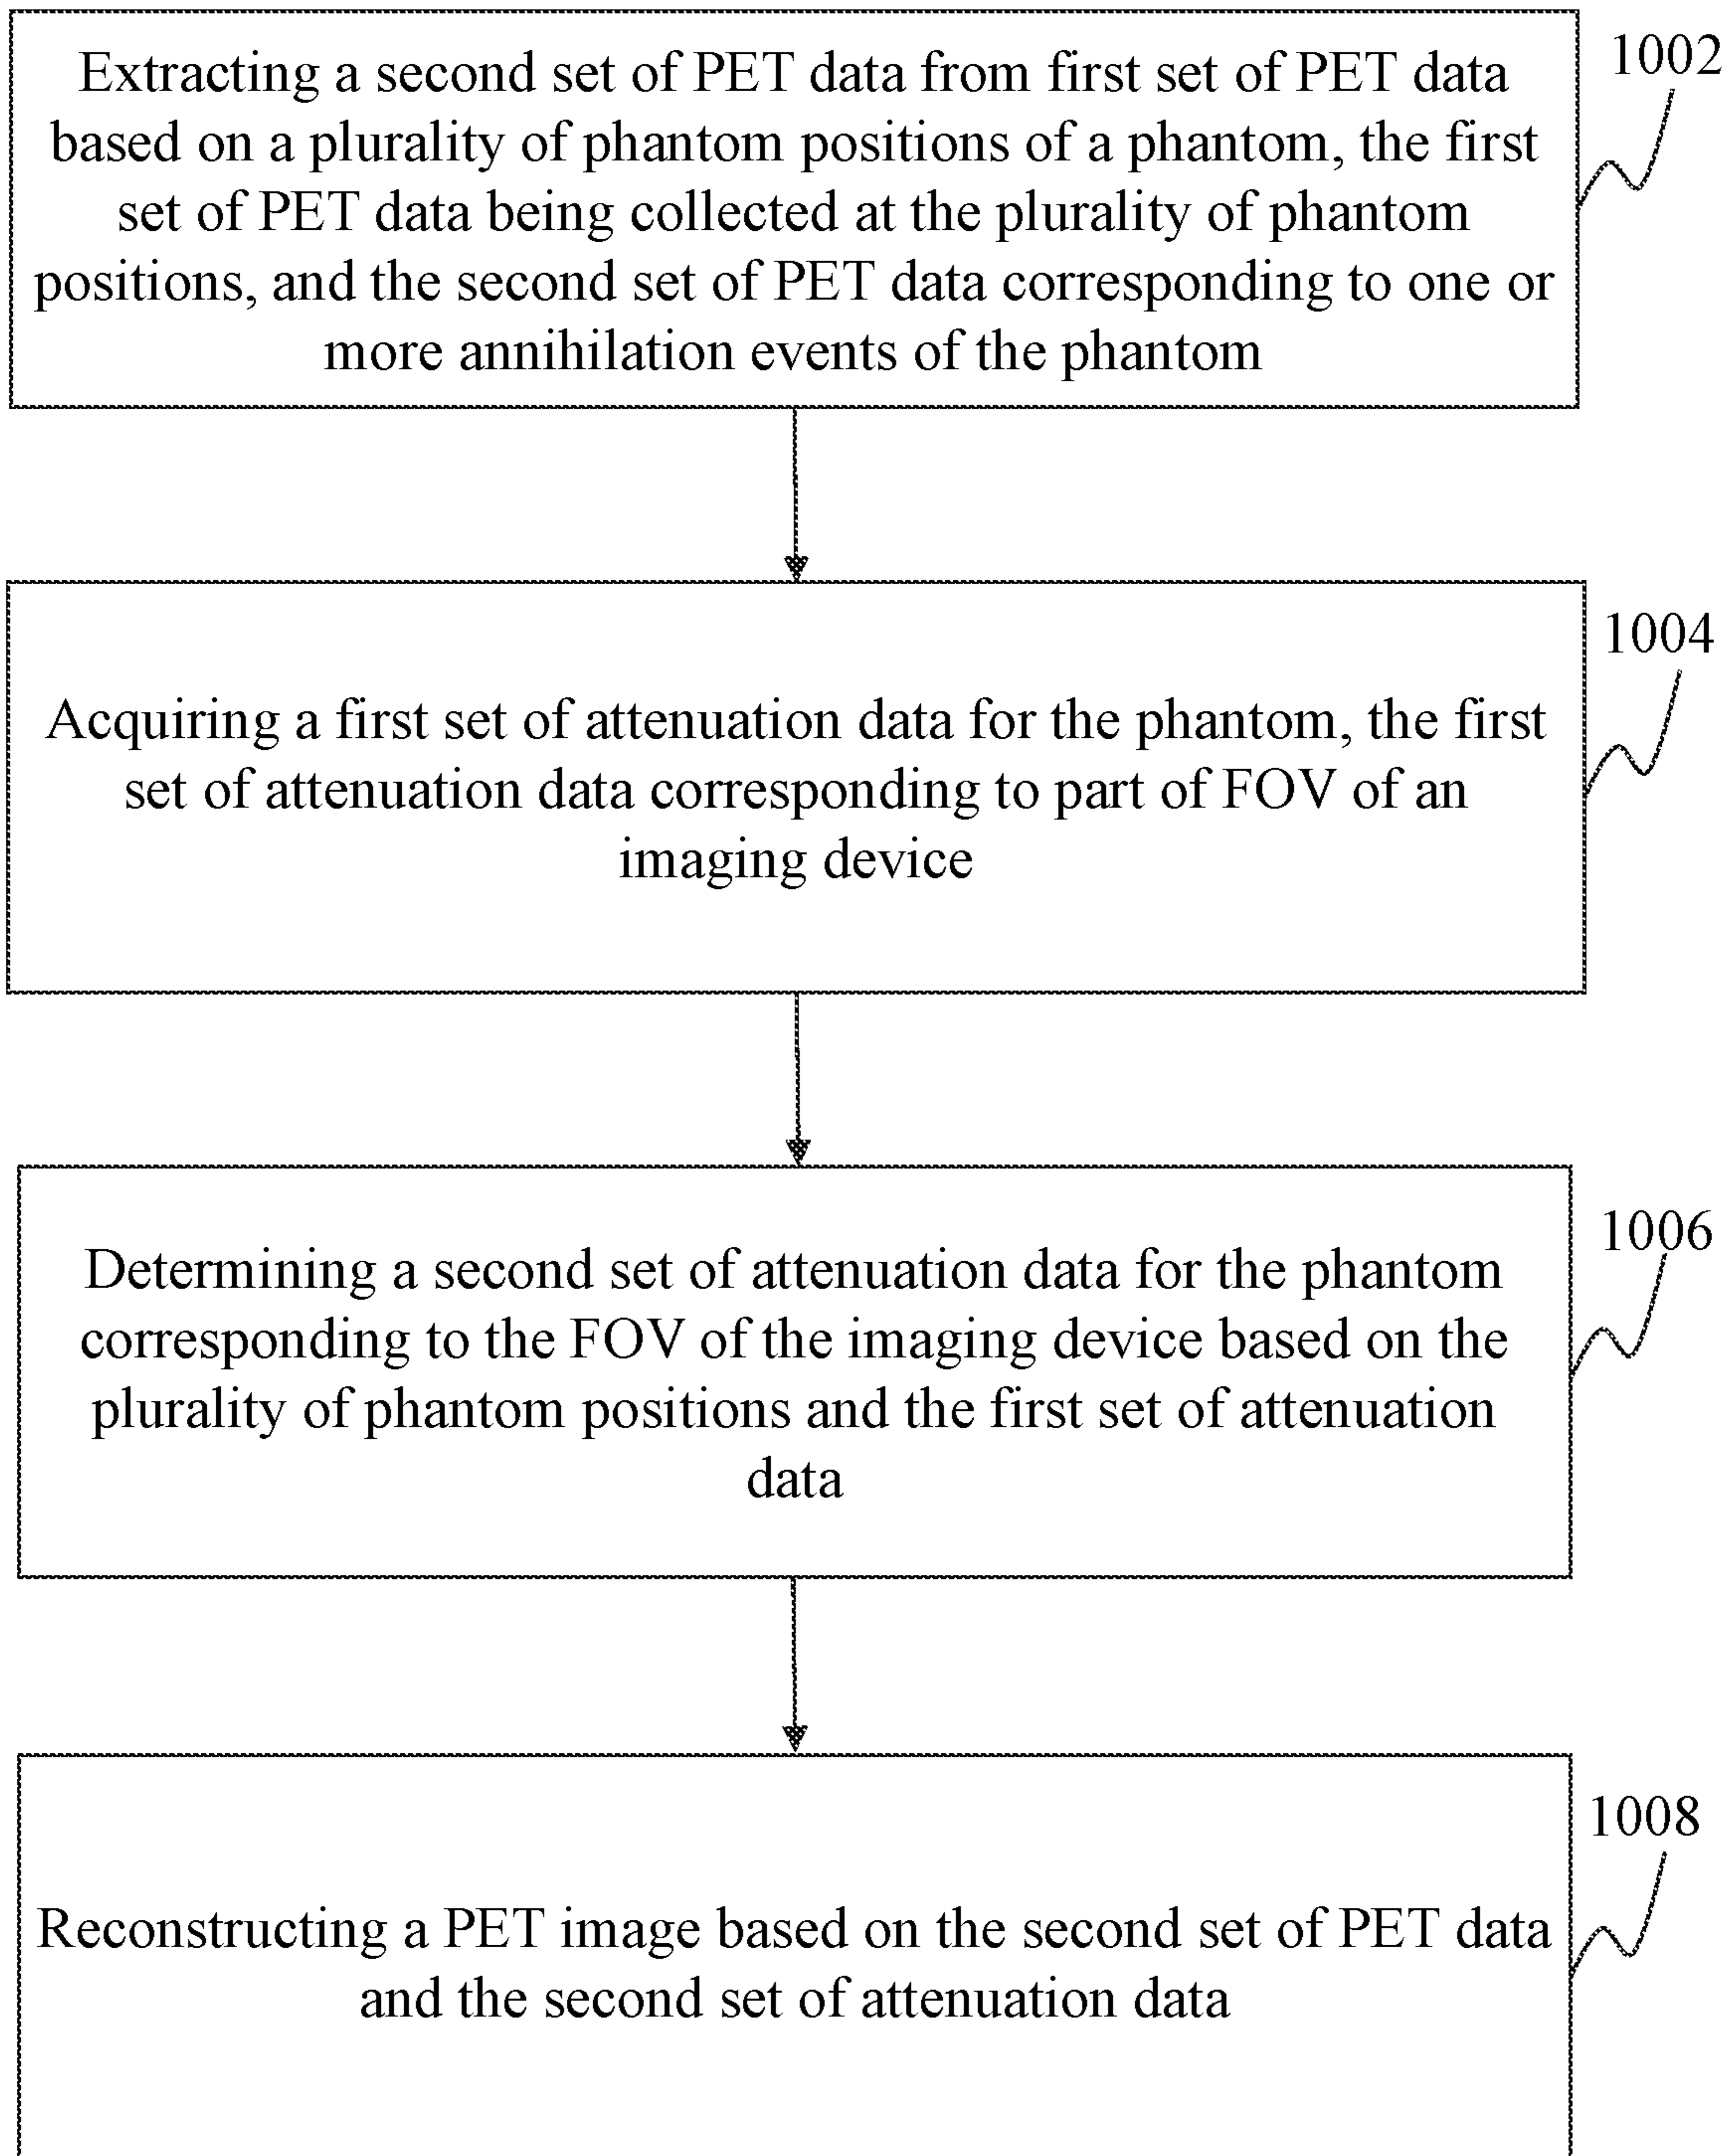 Extracting a second set of PET data from first set of PET data
based on a plurality of phantom positions of a phantom, the first
set of PET data being collected at the plurality of phantom
positions, and the second set of PET data corresponding to one or
more annihilation events of the phantom
1002
Acquiring a first set of attenuation data for the phantom, the first
set of attenuation data corresponding to part of FOV of an
imaging device
1004
Determining a second set of attenuation data for the phantom
corresponding to the FOV of the imaging device based on the
plurality of phantom positions and the first set of attenuation
data
1006
Reconstructing a PET image based on the second set of PET data
and the second set of attenuation data
1008